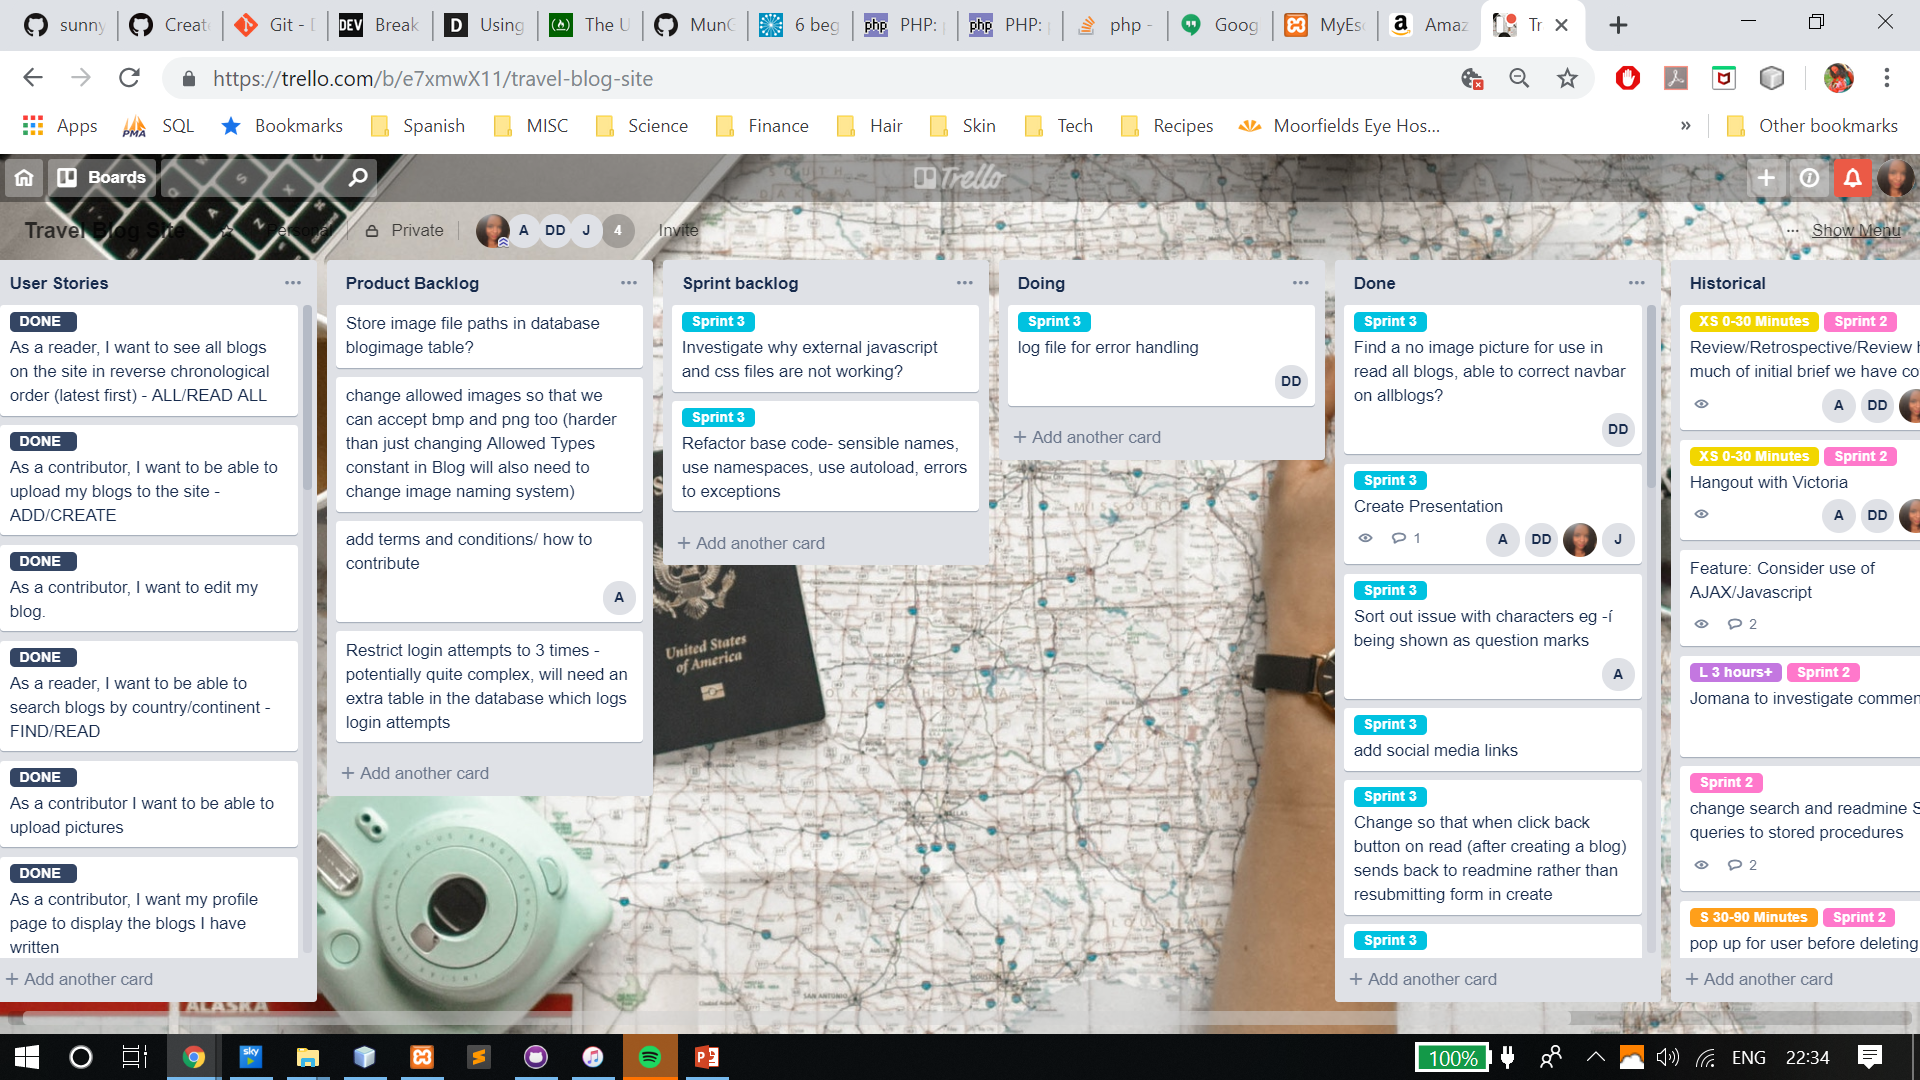 sunny
Create
Git - D
DEV Break
D Using
The U
MunG
6 beg
php PHP:
php PHP:
php -
Goog
MyEs
a Amaz
Tr
https://trello.com/b/e7xmwX11/travel-blog-site
Apps
PMA SQL
Bookmarks
Spanish
MISC
Science
Finance
Hair
Skin
Tech
Recipes
Moorfields Eye Hos...
»
Other bookmarks
Boards
Trello
Travel Blog Site
Personal
Private
A DD J 4
Invite
... Show Menu
User Stories
DONE
As a reader, I want to see all blogs
on the site in reverse chronological
order (latest first) - ALL/READ ALL
DONE
As a contributor, I want to be able to
upload my blogs to the site -
ADD/CREATE
DONE
As a contributor, I want to edit my
blog.
DONE
As a reader, I want to be able to
search blogs by country/continent -
FIND/READ
DONE
As a contributor I want to be able to
upload pictures
DONE
As a contributor, I want my profile
page to display the blogs I have
written
+ Add another card
Product Backlog
Store image file paths in database
blogimage table?
change allowed images so that we
can accept bmp and png too (harder
than just changing Allowed Types
constant in Blog will also need to
change image naming system)
add terms and conditions/ how to
contribute
A
Restrict login attempts to 3 times -
potentially quite complex, will need an
extra table in the database which logs
login attempts
+ Add another card
Sprint backlog
Sprint 3
Investigate why external javascript
and css files are not working?
Sprint 3
Refactor base code- sensible names,
use namespaces, use autoload, errors
to exceptions
+ Add another card
Doing
Sprint 3
log file for error handling
DD
+ Add another card
Done
Sprint 3
Find a no image picture for use in
read all blogs, able to correct navbar
on allblogs?
DD
Sprint 3
Create Presentation
1 A DD J
Sprint 3
Sort out issue with characters eg -í
being shown as question marks
A
Sprint 3
add social media links
Sprint 3
Change so that when click back
button on read (after creating a blog)
sends back to readmine rather than
resubmitting form in create
Sprint 3
+ Add another card
Historical
XS 0-30 Minutes Sprint 2
Review/Retrospective/Review h
much of initial brief we have co
A DD
XS 0-30 Minutes Sprint 2
Hangout with Victoria
A DD
Feature: Consider use of
AJAX/Javascript
2
L 3 hours+ Sprint 2
Jomana to investigate commen
Sprint 2
change search and readmine S
queries to stored procedures
2
S 30-90 Minutes Sprint 2
pop up for user before deleting
+ Add another card
United States
of America
ALASKA
sky
100%
ENG
22:34